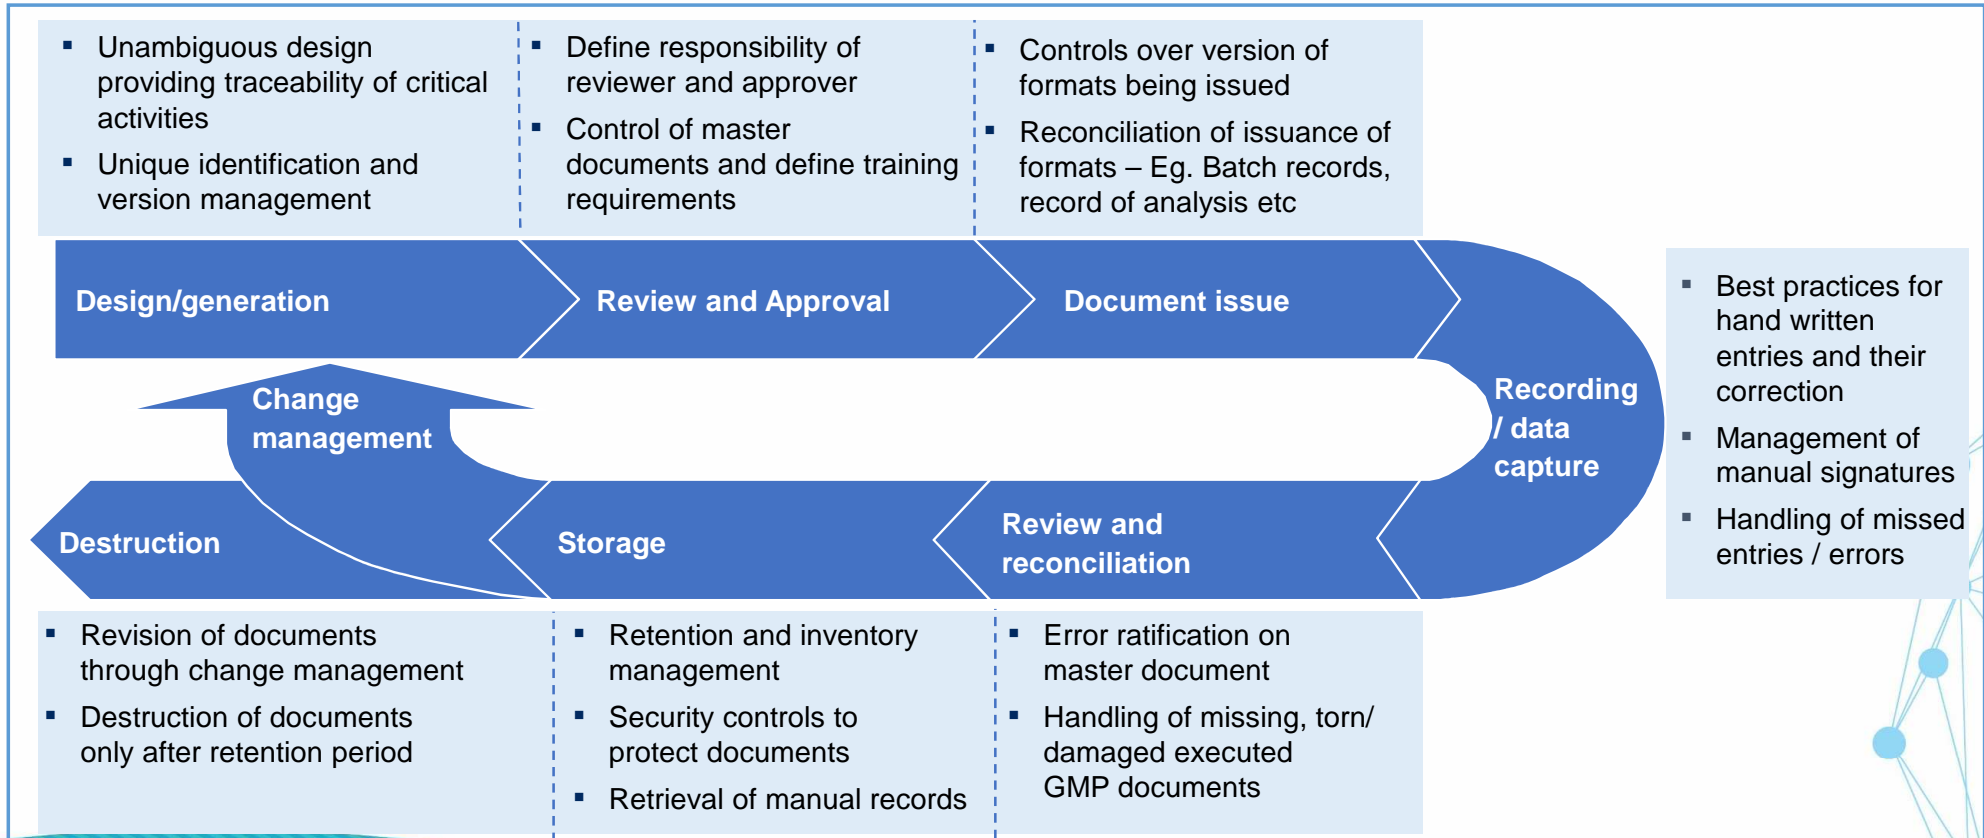 ▪ Unambiguous design
providing traceability of critical
activities
▪ Unique identification and
version management
▪ Define responsibility of
reviewer and approver
▪ Control of master
documents and define training
requirements
▪ Controls over version of
formats being issued
▪ Reconciliation of issuance of
formats – Eg. Batch records,
record of analysis etc
Design/generation
Review and Approval
Document issue
Recording
/ data
capture
▪ Best practices for
hand written
entries and their
correction
▪ Management of
manual signatures
▪ Handling of missed
entries / errors
Change
management
Destruction
Storage
Review and
reconciliation
▪ Revision of documents
through change management
▪ Destruction of documents
only after retention period
▪ Retention and inventory
management
▪ Security controls to
protect documents
▪ Retrieval of manual records
▪ Error ratification on
master document
▪ Handling of missing, torn/
damaged executed
GMP documents